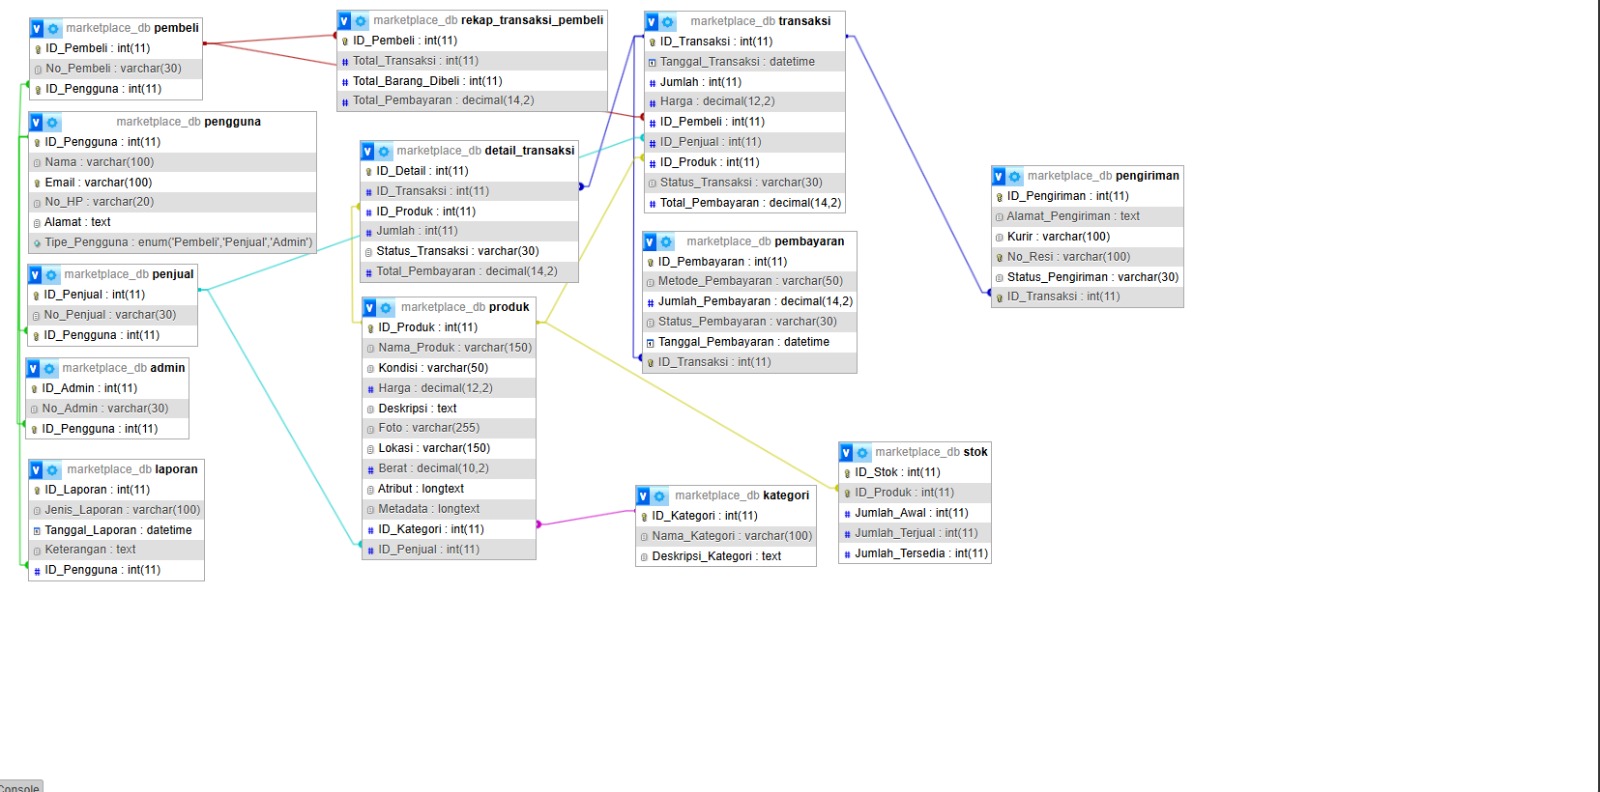 marketplace_db pembeli
ID_Pembeli : int(11)
No_Pembeli : varchar(30)
ID_Pengguna : int(11)
marketplace_db pengguna
ID_Pengguna : int(11)
Nama : varchar(100)
Email : varchar(100)
No_HP : varchar(20)
Alamat : text
Tipe_Pengguna : enum('Pembeli','Penjual','Admin')
marketplace_db penjual
ID_Penjual : int(11)
No_Penjual : varchar(30)
ID_Pengguna : int(11)
marketplace_db admin
ID_Admin : int(11)
No_Admin : varchar(30)
ID_Pengguna : int(11)
marketplace_db laporan
ID_Laporan : int(11)
Jenis_Laporan : varchar(100)
Tanggal_Laporan : datetime
Keterangan : text
ID_Pengguna : int(11)
marketplace_db rekap_transaksi_pembeli
ID_Pembeli : int(11)
Total_Transaksi : int(11)
Total_Barang_Dibeli : int(11)
Total_Pembayaran : decimal(14,2)
marketplace_db detail_transaksi
ID_Detail : int(11)
ID_Transaksi : int(11)
ID_Produk : int(11)
Jumlah : int(11)
Status_Transaksi : varchar(30)
Total_Pembayaran : decimal(14,2)
marketplace_db produk
ID_Produk : int(11)
Nama_Produk : varchar(150)
Kondisi : varchar(50)
Harga : decimal(12,2)
Deskripsi : text
Foto : varchar(255)
Lokasi : varchar(150)
Berat : decimal(10,2)
Atribut : longtext
Metadata : longtext
ID_Kategori : int(11)
ID_Penjual : int(11)
marketplace_db transaksi
ID_Transaksi : int(11)
Tanggal_Transaksi : datetime
Jumlah : int(11)
Harga : decimal(12,2)
ID_Pembeli : int(11)
ID_Penjual : int(11)
ID_Produk : int(11)
Status_Transaksi : varchar(30)
Total_Pembayaran : decimal(14,2)
marketplace_db pembayaran
ID_Pembayaran : int(11)
Metode_Pembayaran : varchar(50)
Jumlah_Pembayaran : decimal(14,2)
Status_Pembayaran : varchar(30)
Tanggal_Pembayaran : datetime
ID_Transaksi : int(11)
marketplace_db kategori
ID_Kategori : int(11)
Nama_Kategori : varchar(100)
Deskripsi_Kategori : text
marketplace_db stok
ID_Stok : int(11)
ID_Produk : int(11)
Jumlah_Awal : int(11)
Jumlah_Terjual : int(11)
Jumlah_Tersedia : int(11)
marketplace_db pengiriman
ID_Pengiriman : int(11)
Alamat_Pengiriman : text
Kurir : varchar(100)
No_Resi : varchar(100)
Status_Pengiriman : varchar(30)
ID_Transaksi : int(11)
Console